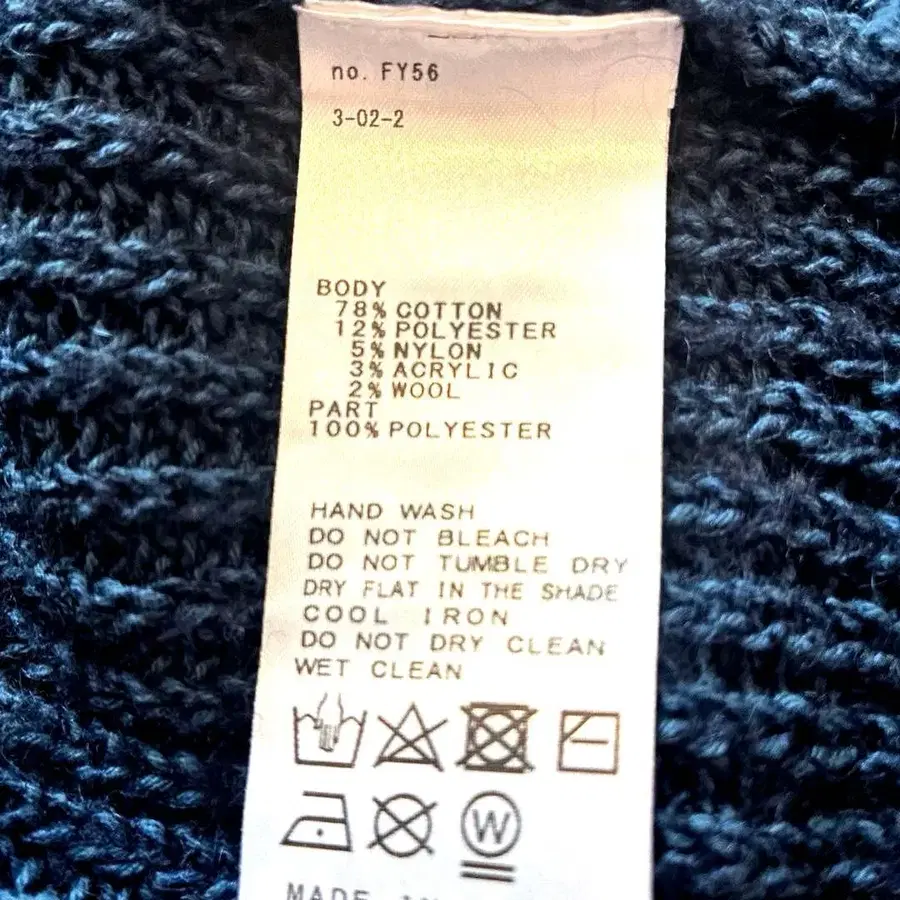 no. FY56
3-02-2
BODY
78% COTTON
12% POLYESTER
5% NYLON
3% ACRYLIC
2% WOOL
PART
100% POLYESTER
HAND WASH
DO NOT BLEACH
DO NOT TUMBLE DRY
DRY FLAT IN THE SHADE
COOL IRON
DO NOT DRY CLEAN
WET CLEAN
W
MADE